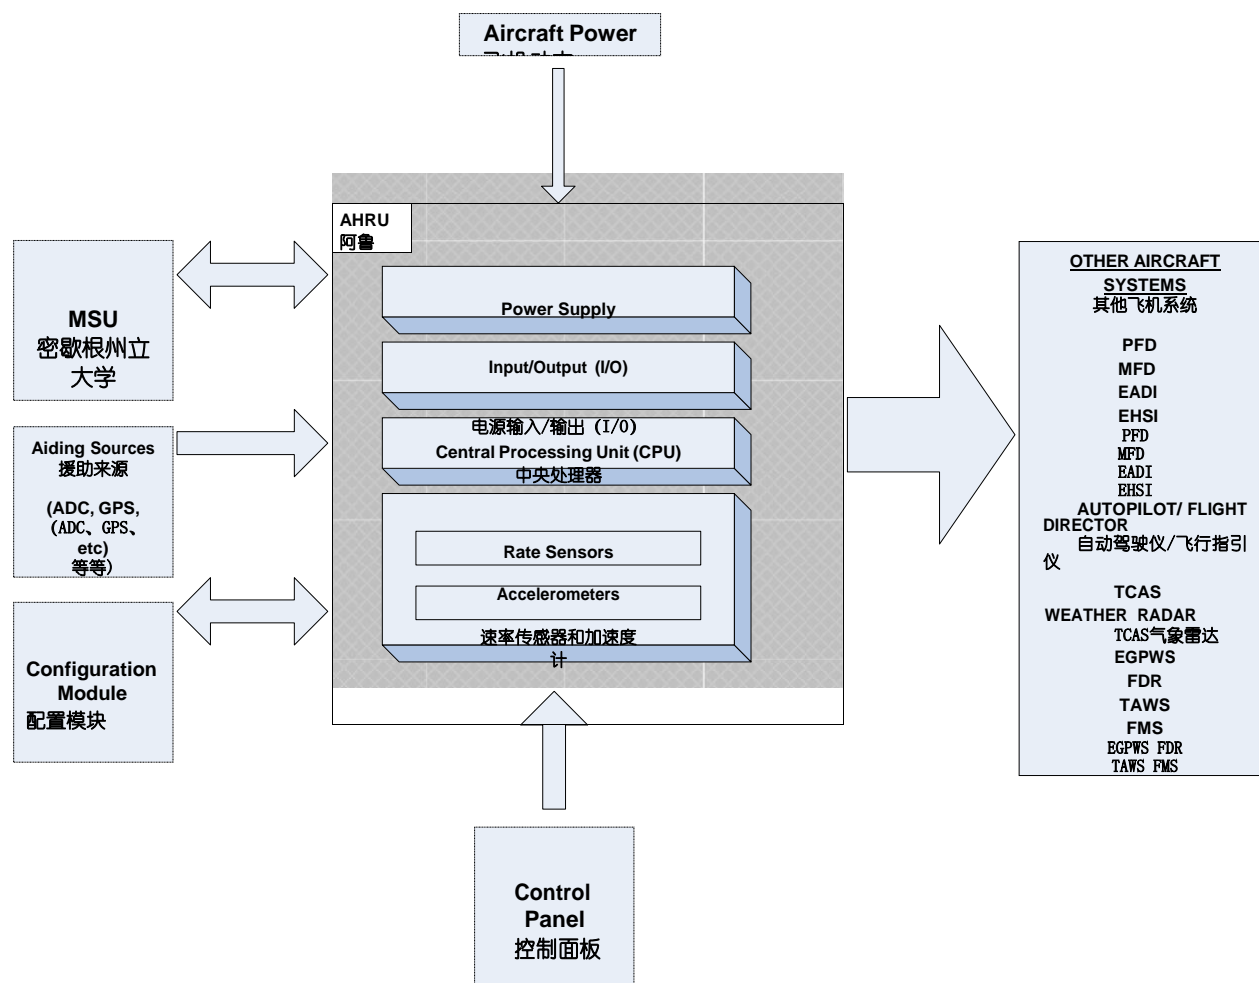 Aircraft Power
AHRU
阿鲁
Power Supply
Input/Output (I/O)
电源输入/输出（I/O）
Central Processing Unit (CPU)
中央处理器
Rate Sensors
Accelerometers
速率传感器和加速度
计
MSU
密歇根州立
大学
Aiding Sources
援助来源
(ADC, GPS,
（ADC、GPS、
etc)
等等）
Configuration
Module
配置模块
Control
Panel
控制面板
OTHER AIRCRAFT
SYSTEMS
其他飞机系统
PFD
MFD
EADI
EHSI
PFD
MFD
EADI
EHSI
AUTOPILOT/ FLIGHT
DIRECTOR
自动驾驶仪/飞行指引
仪
TCAS
WEATHER RADAR
TCAS气象雷达
EGPWS
FDR
TAWS
FMS
EGPWS FDR
TAWS FMS